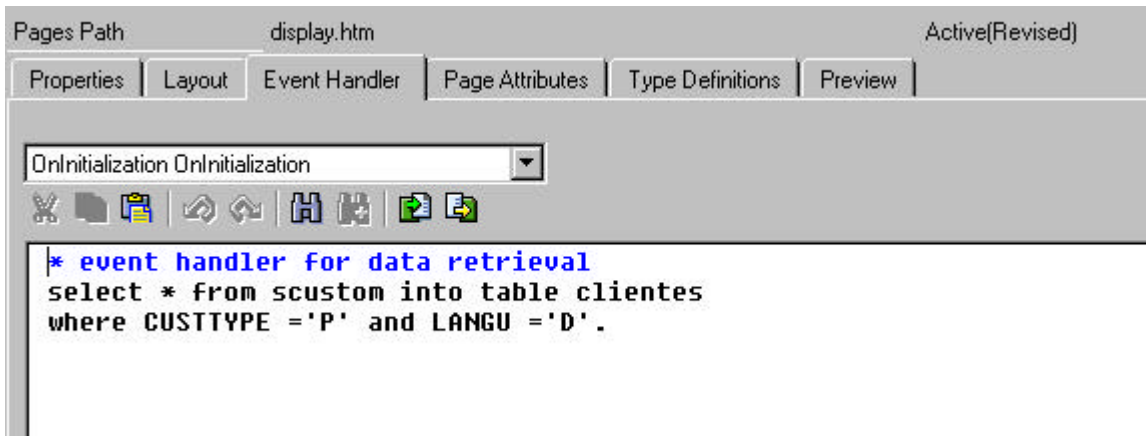 Pages Path display.htm Active(Revised)
Properties Layout Event Handler Page Attributes Type Definitions Preview
OnInitialization OnInitialization
* event handler for data retrieval
select * from scustom into table clientes
where CUSTTYPE ='P' and LANGU ='D'.